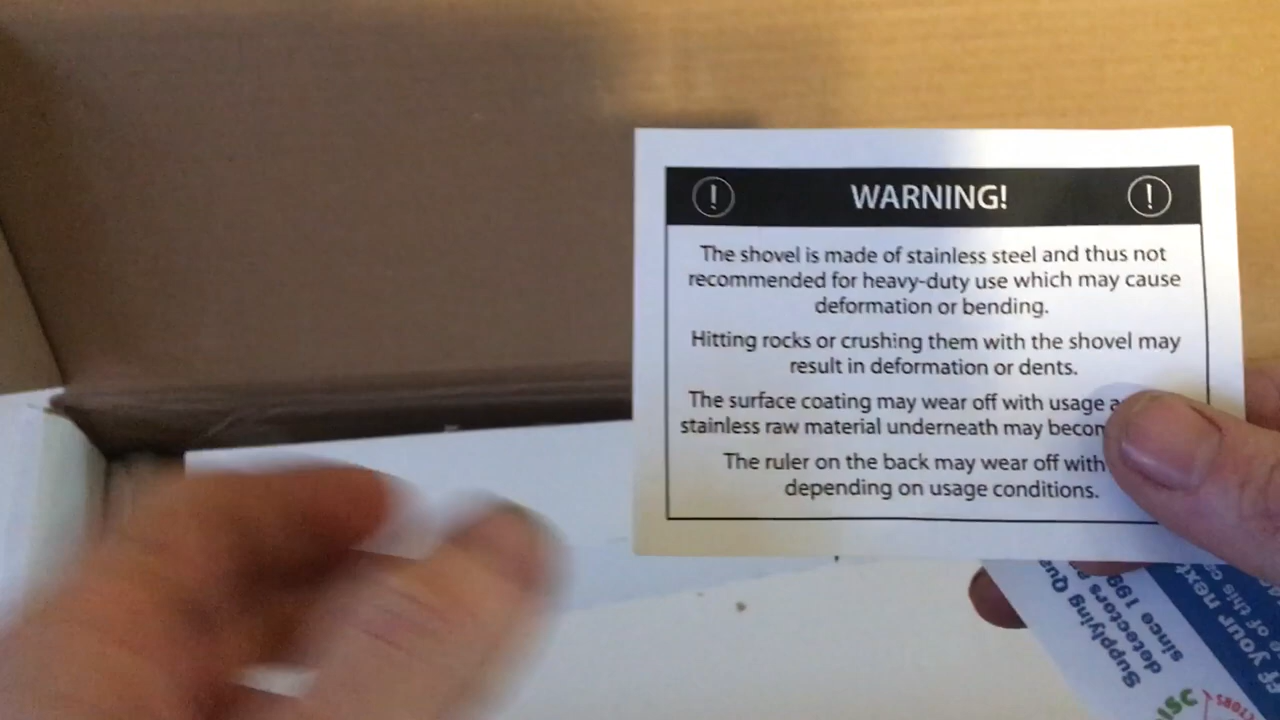 WARNING!
The shovel is made of stainless steel and thus not
recommended for heavy-duty use which may cause
deformation or bending.
Hitting rocks or crushing them with the shovel may
result in deformation or dents.
The surface coating may wear off with usage
stainless raw material underneath may
The ruler on the back may wear off with
depending on usage conditions.
Supplying
detectors
since
your next
of this